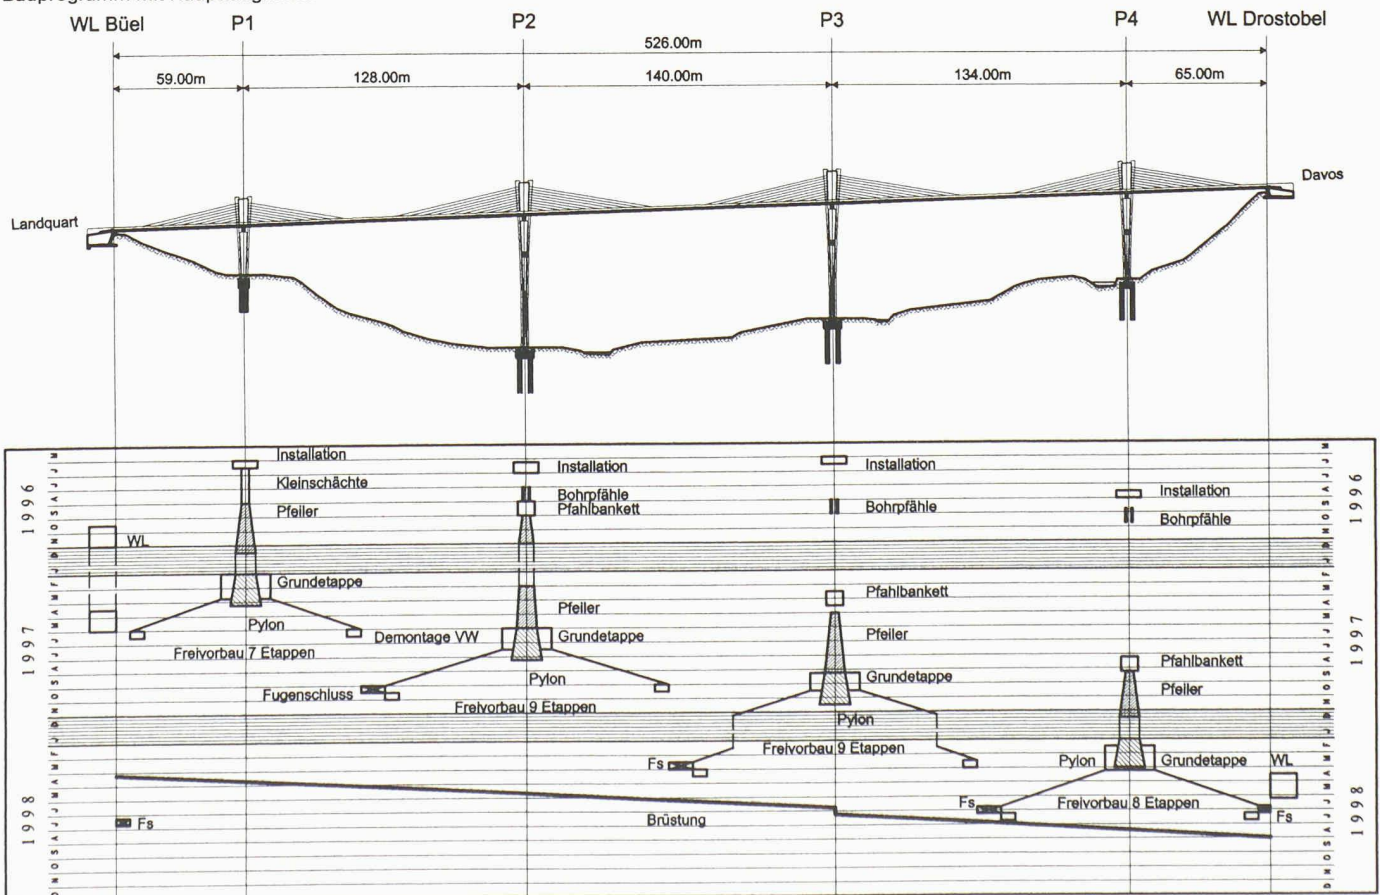 WL Büel P1 P2 P3 P4 WL Drostobel
526.00m
59.00m 128.00m 140.00m 134.00m 65.00m
Landquart Davos
1996 1996
M J J A S O N D J F M A M J J A S O N D J F M A M J J A S O N D
M J J A S O N D J F M A M J J A S O N D J F M A M J J A S O N D
Installation Installation Installation Installation
Kleinschächte Bohrpfähle Bohrpfähle Bohrpfähle
Pfeiler Pfahlbankett
WL
Grundetappe Pfahlbankett
1997 1997
Pylon Pfeiler Pfeiler Pfahlbankett
Demontage VW Grundetappe
Freivorbau 7 Etappen
Pylon Grundetappe Pfeiler
Fugenschluss
Freivorbau 9 Etappen
Pylon
Freivorbau 9 Etappen
Fs
Pylon Grundetappe WL
1998 1998
Fs Freivorbau 8 Etappen
Fs Brüstung Fs